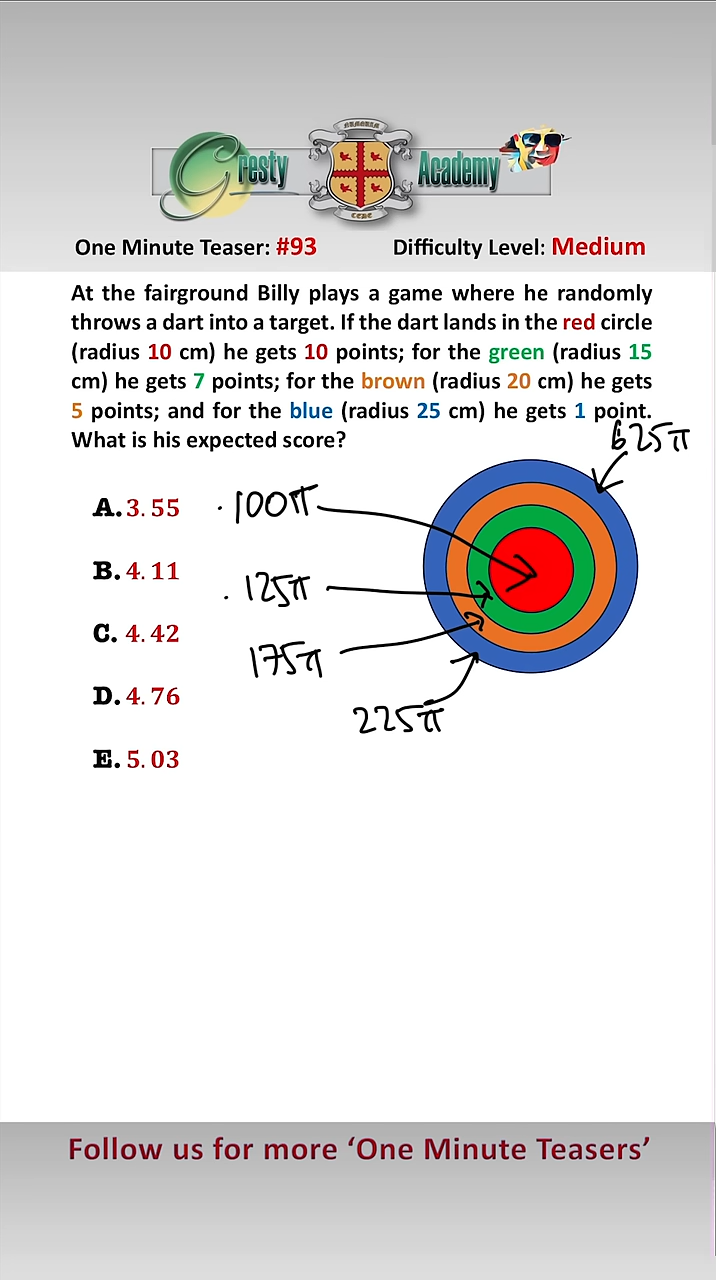 NUMORUM
Gresty Academy
CERC
One Minute Teaser: #93 Difficulty Level: Medium
At the fairground Billy plays a game where he randomly
throws a dart into a target. If the dart lands in the red circle
(radius 10 cm) he gets 10 points; for the green (radius 15
cm) he gets 7 points; for the brown (radius 20 cm) he gets
5 points; and for the blue (radius 25 cm) he gets 1 point.
What is his expected score?
625π
A. 3.55
100π
B. 4.11
125π
C. 4.42
175π
D. 4.76
225π
E. 5.03
Follow us for more ‘One Minute Teasers’